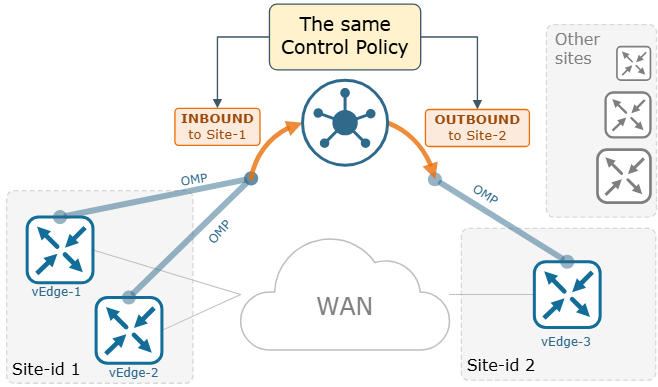 The same
Control Policy
Other
sites
INBOUND
to Site-1
OUTBOUND
to Site-2
OMP
OMP
OMP
WAN
vEdge-1
vEdge-2
Site-id 1
vEdge-3
Site-id 2